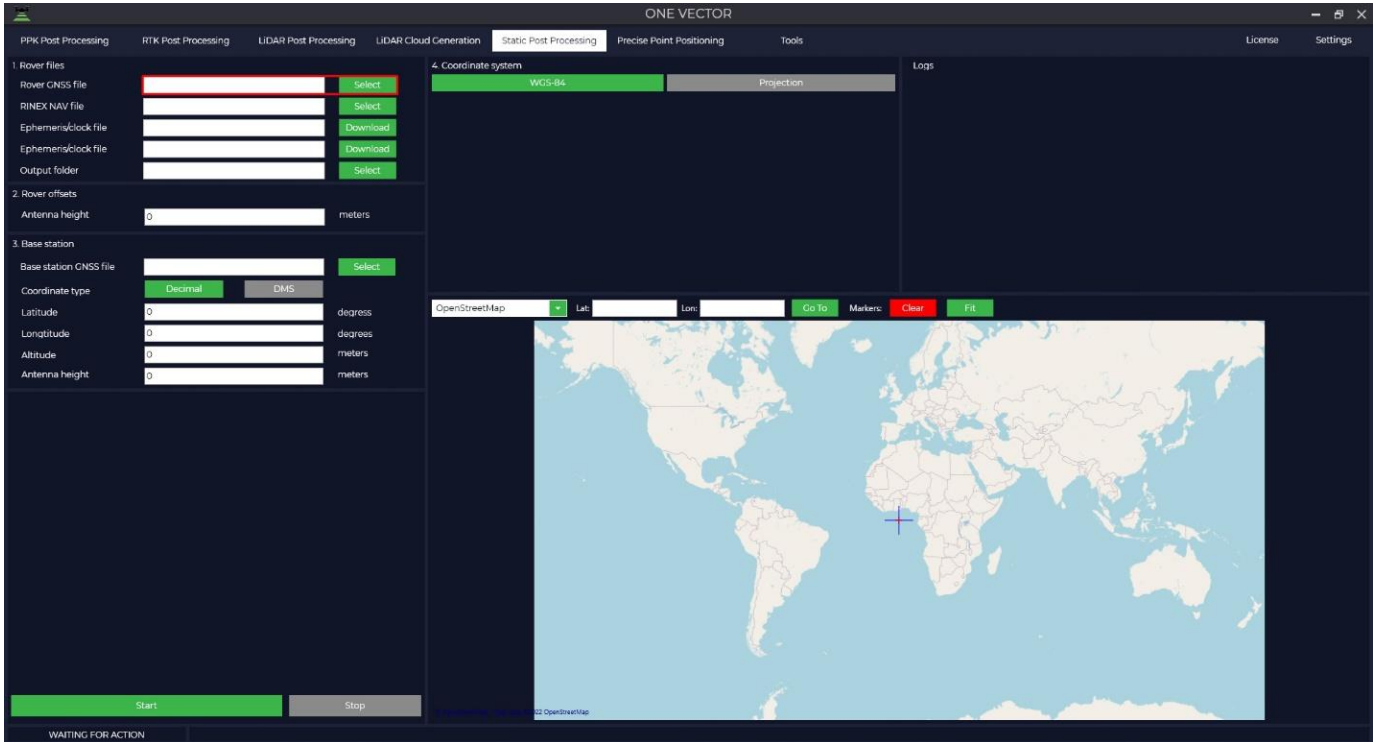 ONE VECTOR
PPK Post Processing RTK Post Processing LiDAR Post Processing LiDAR Cloud Generation Static Post Processing Precise Point Positioning Tools License Settings
1. Rover files
Rover GNSS file Select
RINEX NAV file Select
Ephemeris/clock file Download
Ephemeris/clock file Download
Output folder Select
2. Rover offsets
Antenna height 0 meters
3. Base station
Base station GNSS file Select
Coordinate type Decimal DMS
Latitude 0 degress
Longtitude 0 degrees
Altitude 0 meters
Antenna height 0 meters
Start Stop
4. Coordinate system
WGS-84 Projection
Logs
OpenStreetMap Lat: Lon: Go To Markers: Clear Fit
OpenStreetMap
WAITING FOR ACTION